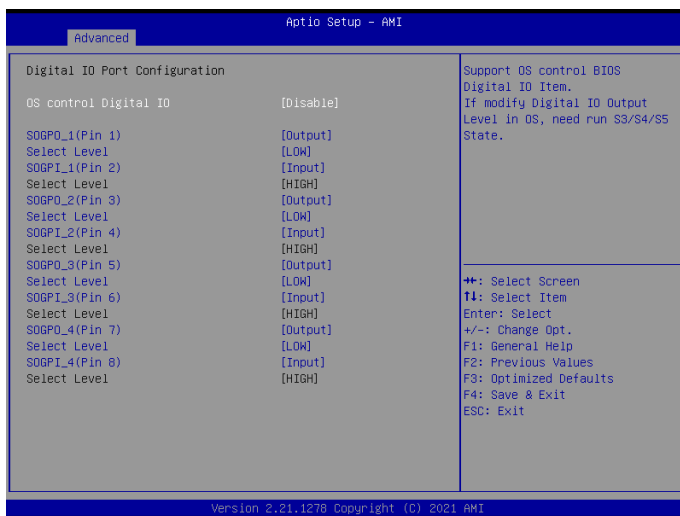 Aptio Setup – AMI
Advanced
Digital IO Port Configuration
OS control Digital IO [Disable]
SOGPO_1(Pin 1) [Output]
Select Level [LOW]
SOGPI_1(Pin 2) [Input]
Select Level [HIGH]
SOGPO_2(Pin 3) [Output]
Select Level [LOW]
SOGPI_2(Pin 4) [Input]
Select Level [HIGH]
SOGPO_3(Pin 5) [Output]
Select Level [LOW]
SOGPI_3(Pin 6) [Input]
Select Level [HIGH]
SOGPO_4(Pin 7) [Output]
Select Level [LOW]
SOGPI_4(Pin 8) [Input]
Select Level [HIGH]
Support OS control BIOS
Digital IO Item.
If modify Digital IO Output
Level in OS, need run S3/S4/S5
State.
→←: Select Screen
↑↓: Select Item
Enter: Select
+/-: Change Opt.
F1: General Help
F2: Previous Values
F3: Optimized Defaults
F4: Save & Exit
ESC: Exit
Version 2.21.1278 Copyright (C) 2021 AMI